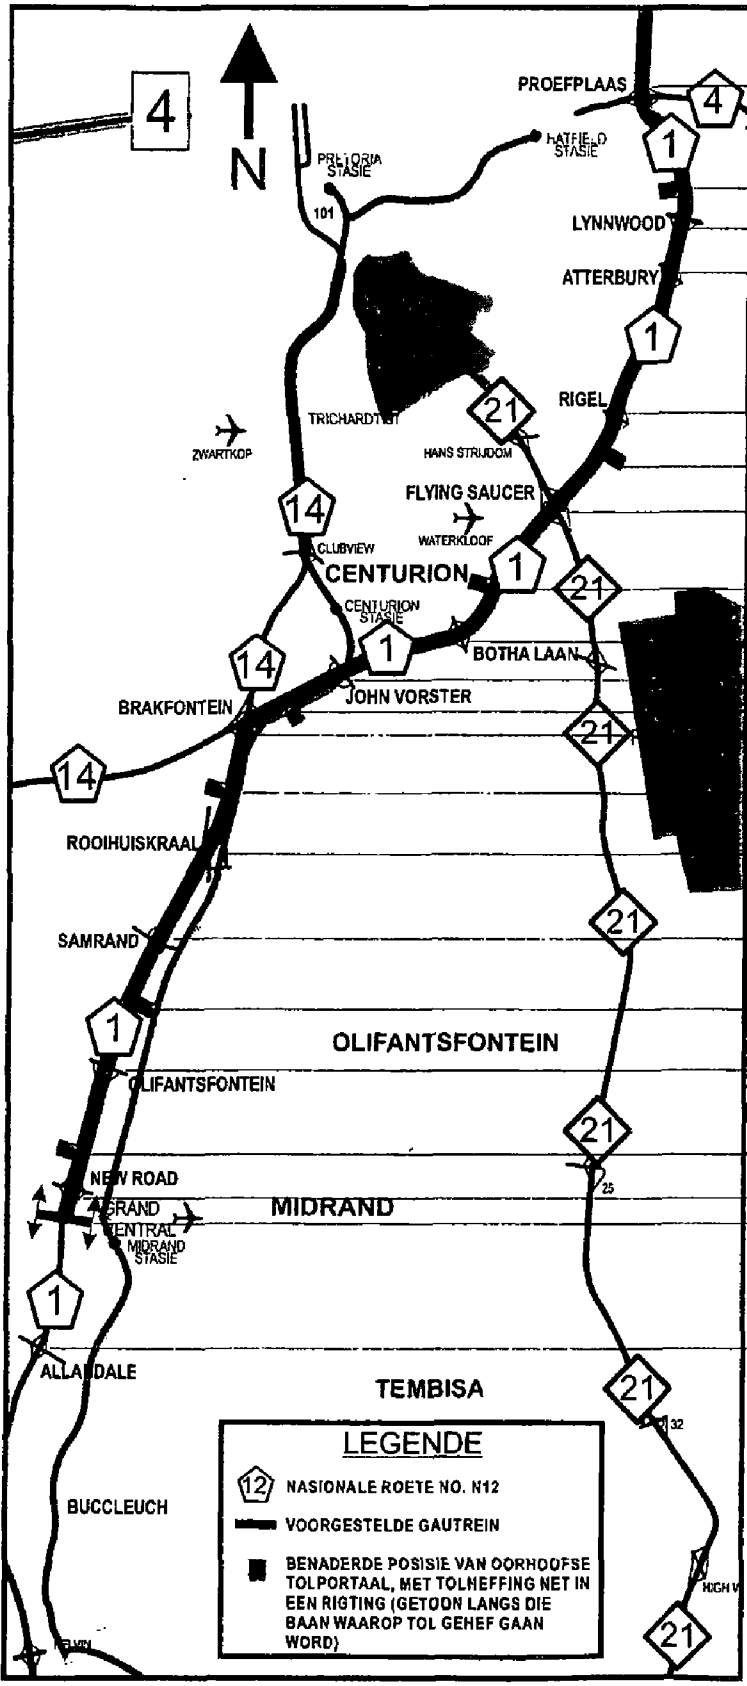 4
N
PROEFPLAAS
4
1
HATFIELD
STASIE
PRETORIA
STASIE
101
LYNNWOOD
ATTERBURY
1
RIGEL
21
TRICHARDT
ZWARTKOP
HANS STRIJDOM
FLYING SAUCER
WATERKLOOF
14
CLUBVIEW
CENTURION
1
21
CENTURION
STASIE
1
BOTHA LAAN
14
JOHN VORSTER
BRAKFONTEIN
21
14
ROOIHUISKRAAL
21
SAMRAND
1
OLIFANTSFONTEIN
OLIFANTSFONTEIN
21
NEW ROAD
25
GRAND
CENTRAL
MIDRAND
MIDRAND
STASIE
1
ALLANDALE
TEMBISA
21
32
BUCCLEUCH
LEGENDE
12 NASIONALE ROETE NO. N12
VOORGESTELDE GAUTREIN
BENADERDE POSISIE VAN OORHOOFSE
TOLPORTAAL, MET TOLHEFFING NET IN
EEN RIGTING (GETOON LANGS DIE
BAAN WAAROP TOL GEHEF GAAN
WORD)
HIGH V
21
KELVIN